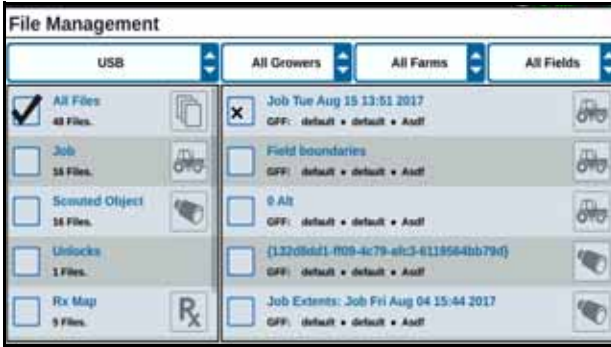 File Management
USB
All Growers
All Farms
All Fields
All Files
48 Files.
Job
16 Files.
Scouted Object
16 Files.
Unlocks
1 Files.
Rx Map
9 Files.
Rx
Job Tue Aug 15 13:51 2017
GFF: default • default • Asdf
Field boundaries
GFF: default • default • Asdf
0 Alt
GFF: default • default • Asdf
GFF: default • default • Asdf
Job Extents: Job Fri Aug 04 15:44 2017
GFF: default • default • Asdf